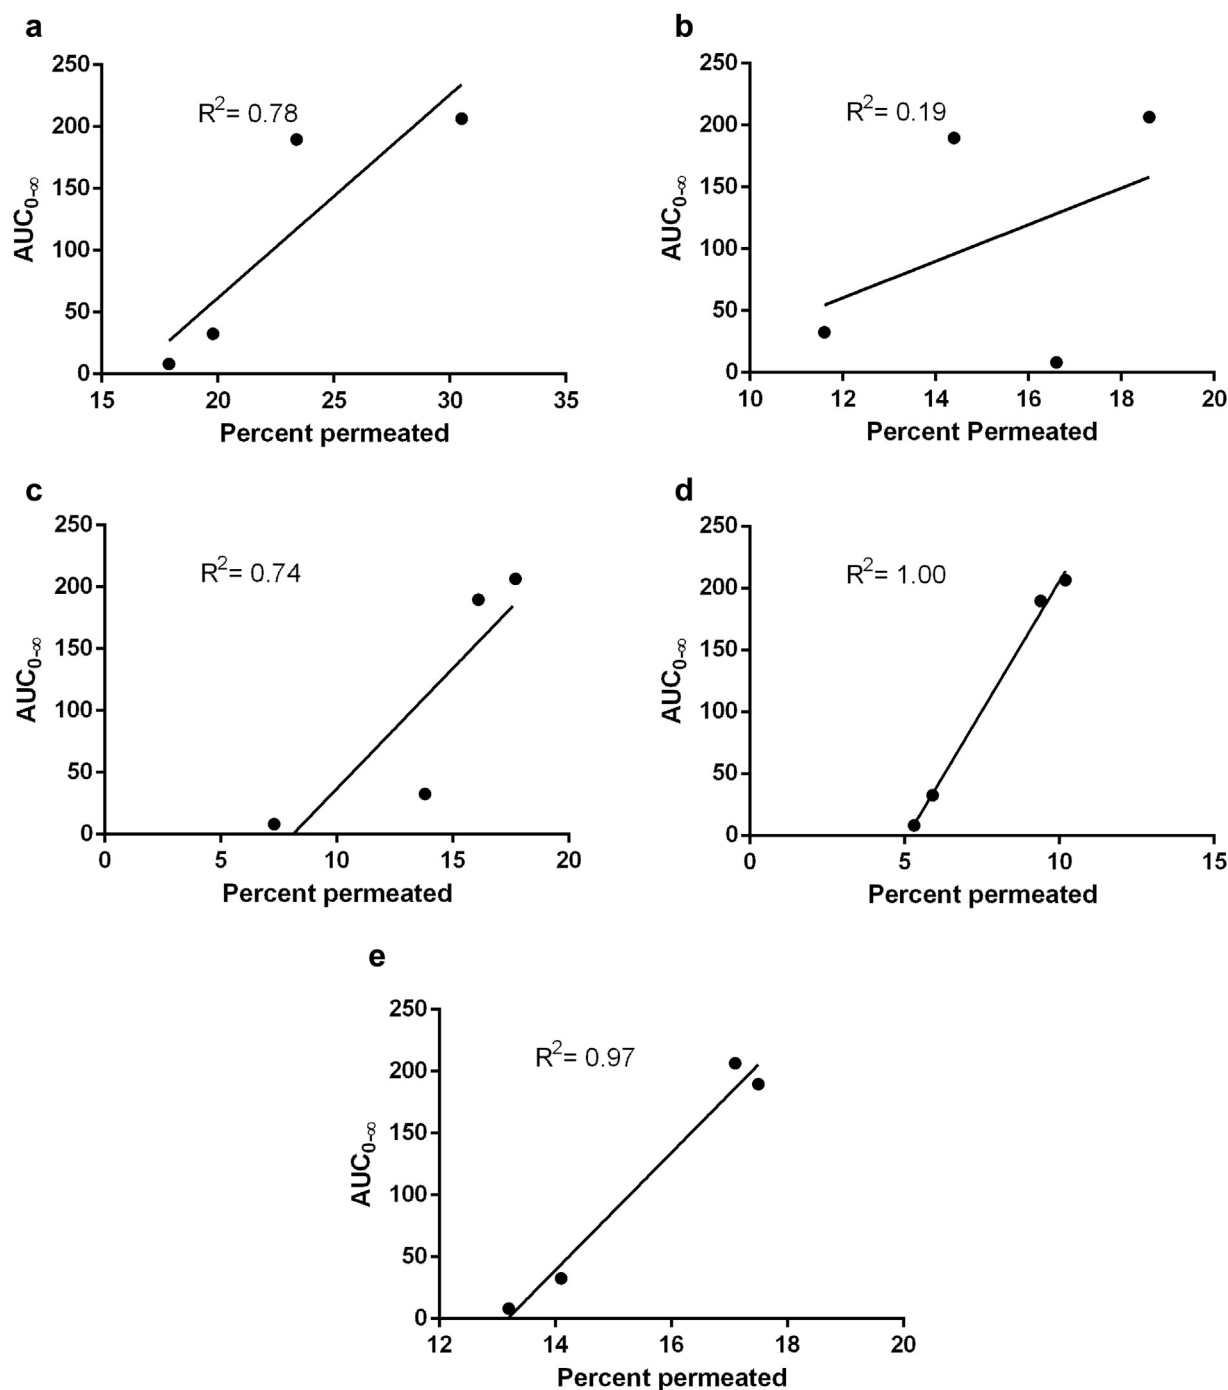 a
250
200
150
100
50
0
AUC0-∞
R2= 0.78
15 20 25 30 35
Percent permeated
b
250
200
150
100
50
0
AUC0-∞
R2= 0.19
10 12 14 16 18 20
Percent Permeated
c
250
200
150
100
50
0
AUC0-∞
R2= 0.74
0 5 10 15 20
Percent permeated
d
250
200
150
100
50
0
AUC0-∞
R2= 1.00
0 5 10 15
Percent permeated
e
250
200
150
100
50
0
AUC0-∞
R2= 0.97
12 14 16 18 20
Percent permeated